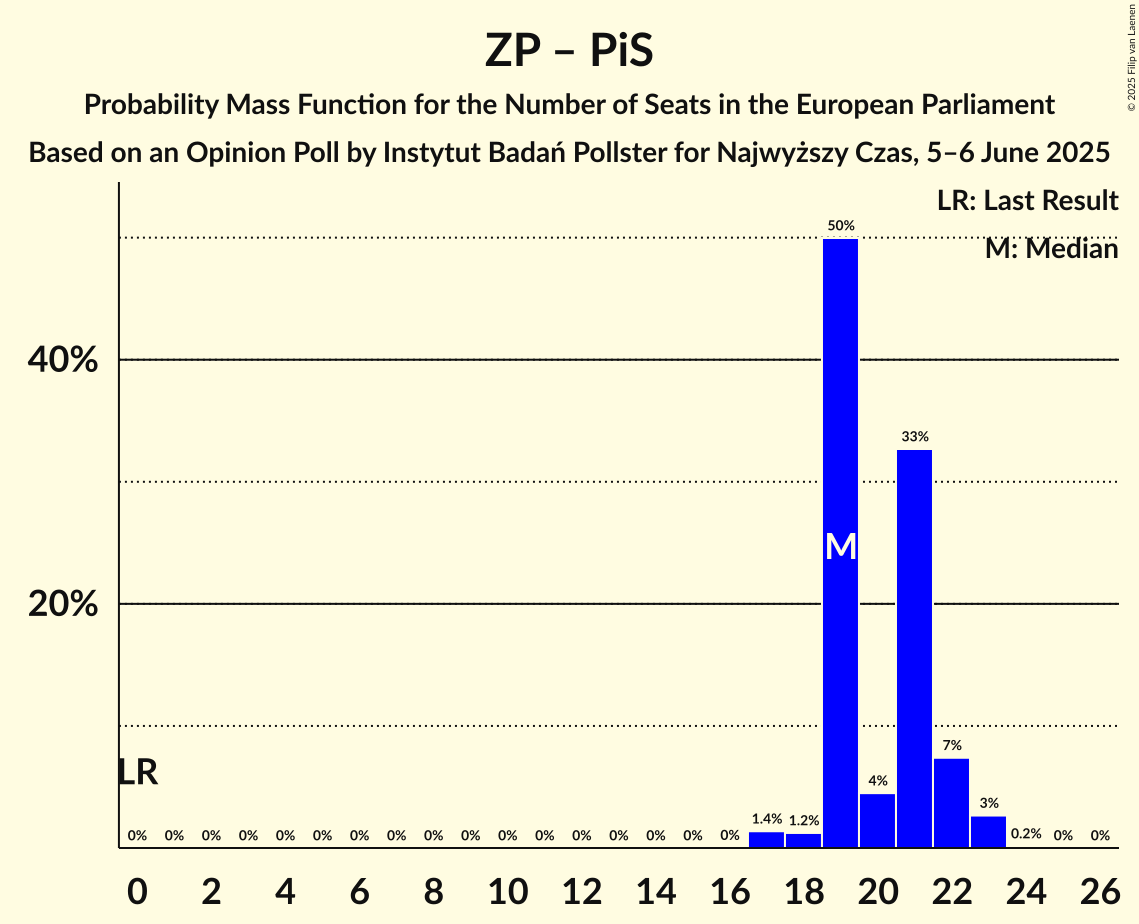 ZP – PiS
Probability Mass Function for the Number of Seats in the European Parliament
Based on an Opinion Poll by Instytut Badań Pollster for Najwyższy Czas, 5–6 June 2025
© 2025 Filip van Laenen
LR: Last Result
M: Median
50%
40%
33%
M
20%
LR
7%
4%
3%
0% 0% 0% 0% 0% 0% 0% 0% 0% 0% 0% 0% 0% 0% 0% 0% 0% 1.4% 1.2% 0.2% 0% 0%
0 2 4 6 8 10 12 14 16 18 20 22 24 26